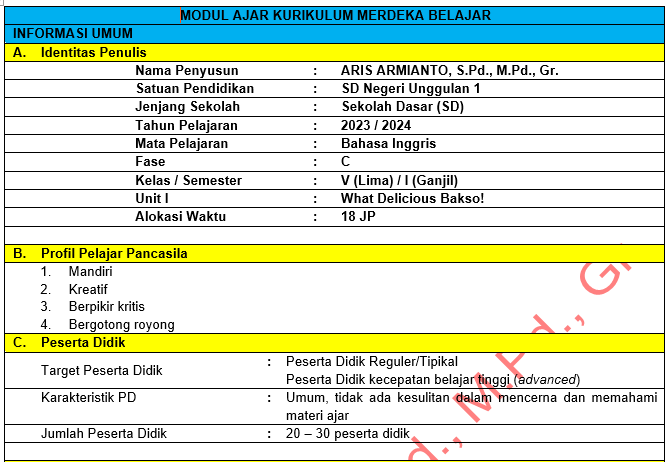 MODUL AJAR KURIKULUM MERDEKA BELAJAR
INFORMASI UMUM
A. Identitas Penulis
Nama Penyusun : ARIS ARMIANTO, S.Pd., M.Pd., Gr.
Satuan Pendidikan : SD Negeri Unggulan 1
Jenjang Sekolah : Sekolah Dasar (SD)
Tahun Pelajaran : 2023 / 2024
Mata Pelajaran : Bahasa Inggris
Fase : C
Kelas / Semester : V (Lima) / I (Ganjil)
Unit I : What Delicious Bakso!
Alokasi Waktu : 18 JP
B. Profil Pelajar Pancasila
1. Mandiri
2. Kreatif
3. Berpikir kritis
4. Bergotong royong
C. Peserta Didik
Target Peserta Didik : Peserta Didik Reguler/Tipikal
Peserta Didik kecepatan belajar tinggi (advanced)
Karakteristik PD : Umum, tidak ada kesulitan dalam mencerna dan memahami
materi ajar
Jumlah Peserta Didik : 20 – 30 peserta didik
d., M.Pd., Gr